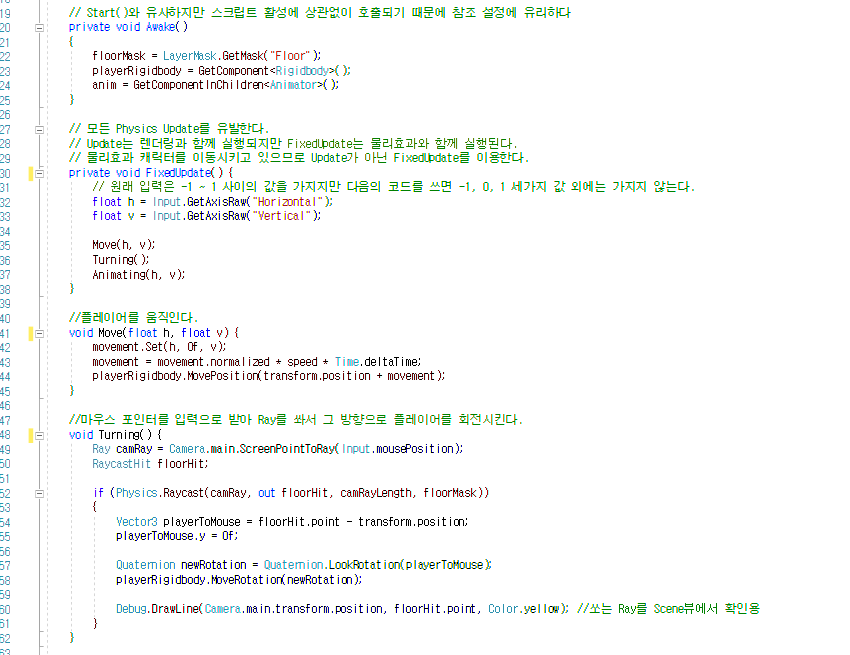 19 // Start()와 유사하지만 스크립트 활성에 상관없이 호출되기 때문에 참조 설정에 유리하다
20 private void Awake()
21 {
22 floorMask = LayerMask.GetMask("Floor");
23 playerRigidbody = GetComponent<Rigidbody>();
24 anim = GetComponentInChildren<Animator>();
25 }
26
27 // 모든 Physics Update를 유발한다.
28 // Update는 렌더링과 함께 실행되지만 FixedUpdate는 물리효과와 함께 실행된다.
29 // 물리효과 캐릭터를 이동시키고 있으므로 Update가 아닌 FixedUpdate를 이용한다.
30 private void FixedUpdate() {
31 // 원래 입력은 -1 ~ 1 사이의 값을 가지지만 다음의 코드를 쓰면 -1, 0, 1 세가지 값 외에는 가지지 않는다.
32 float h = Input.GetAxisRaw("Horizontal");
33 float v = Input.GetAxisRaw("Vertical");
34
35 Move(h, v);
36 Turning();
37 Animating(h, v);
38 }
39
40 //플레이어를 움직인다.
41 void Move(float h, float v) {
42 movement.Set(h, 0f, v);
43 movement = movement.normalized * speed * Time.deltaTime;
44 playerRigidbody.MovePosition(transform.position + movement);
45 }
46
47 //마우스 포인터를 입력으로 받아 Ray를 쏴서 그 방향으로 플레이어를 회전시킨다.
48 void Turning() {
49 Ray camRay = Camera.main.ScreenPointToRay(Input.mousePosition);
50 RaycastHit floorHit;
51
52 if (Physics.Raycast(camRay, out floorHit, camRayLength, floorMask))
53 {
54 Vector3 playerToMouse = floorHit.point - transform.position;
55 playerToMouse.y = 0f;
56
57 Quaternion newRotation = Quaternion.LookRotation(playerToMouse);
58 playerRigidbody.MoveRotation(newRotation);
59
60 Debug.DrawLine(Camera.main.transform.position, floorHit.point, Color.yellow); //쏘는 Ray를 Scene뷰에서 확인용
61 }
62 }
63